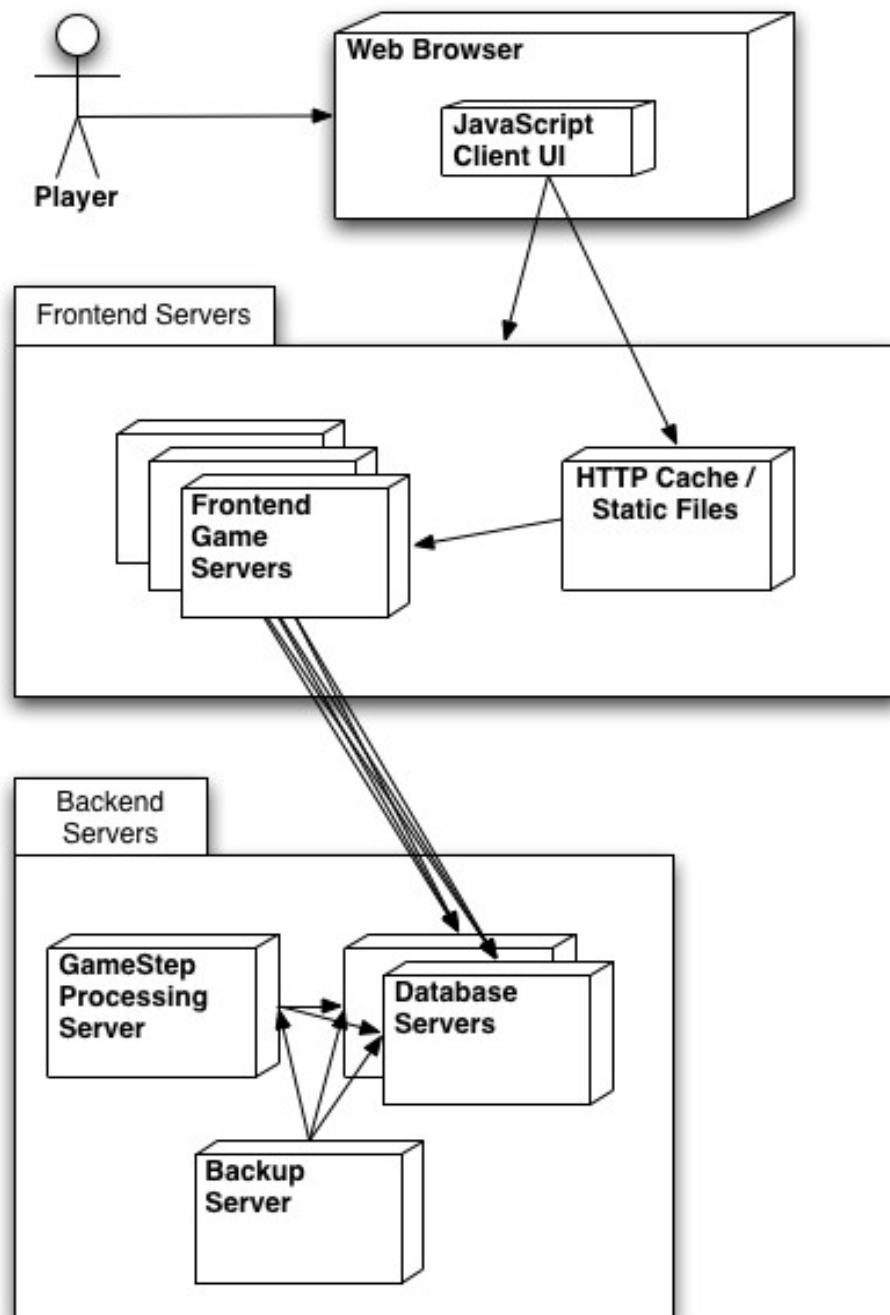 Web Browser
JavaScript
Client UI
Player
Frontend Servers
Frontend
Game
Servers
HTTP Cache /
Static Files
Backend
Servers
GameStep
Processing
Server
Database
Servers
Backup
Server